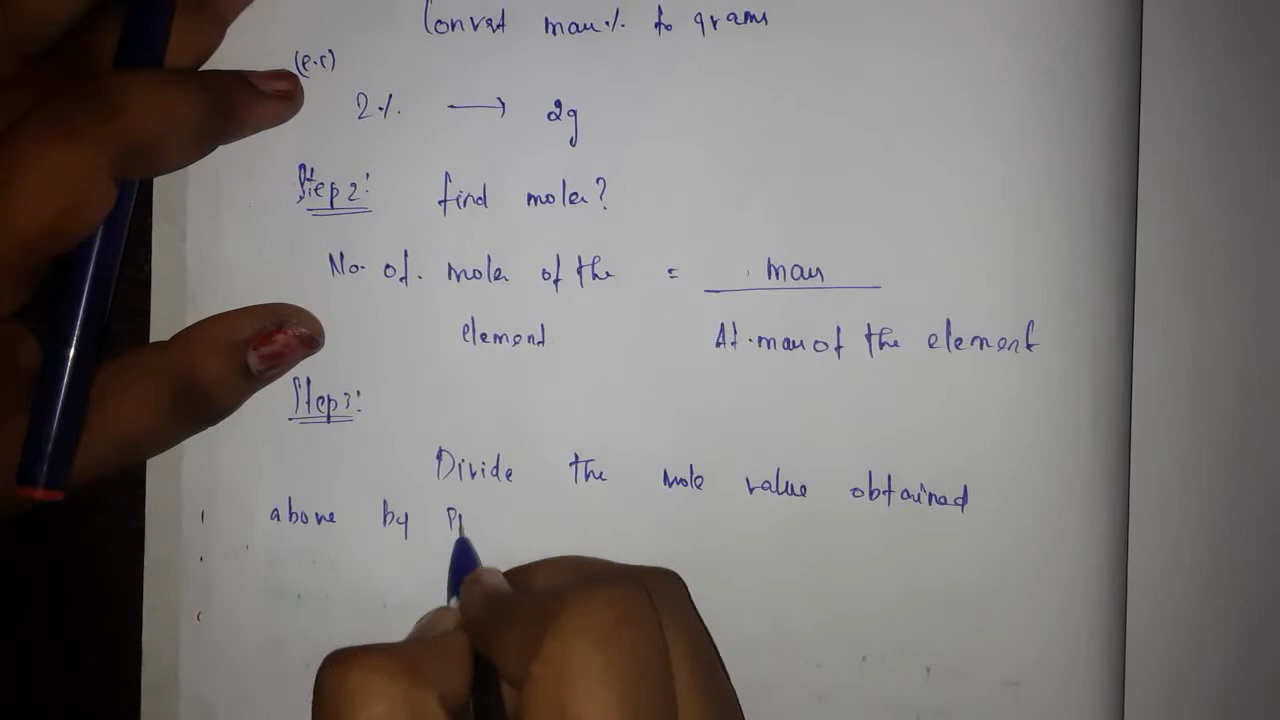 Convert mass % to grams
(e.g)
2 % → 2g
Step 2: find moles?
No. of. moles of the = mass
element At. mass of the element
Step 3:
Divide the mole value obtained
above by